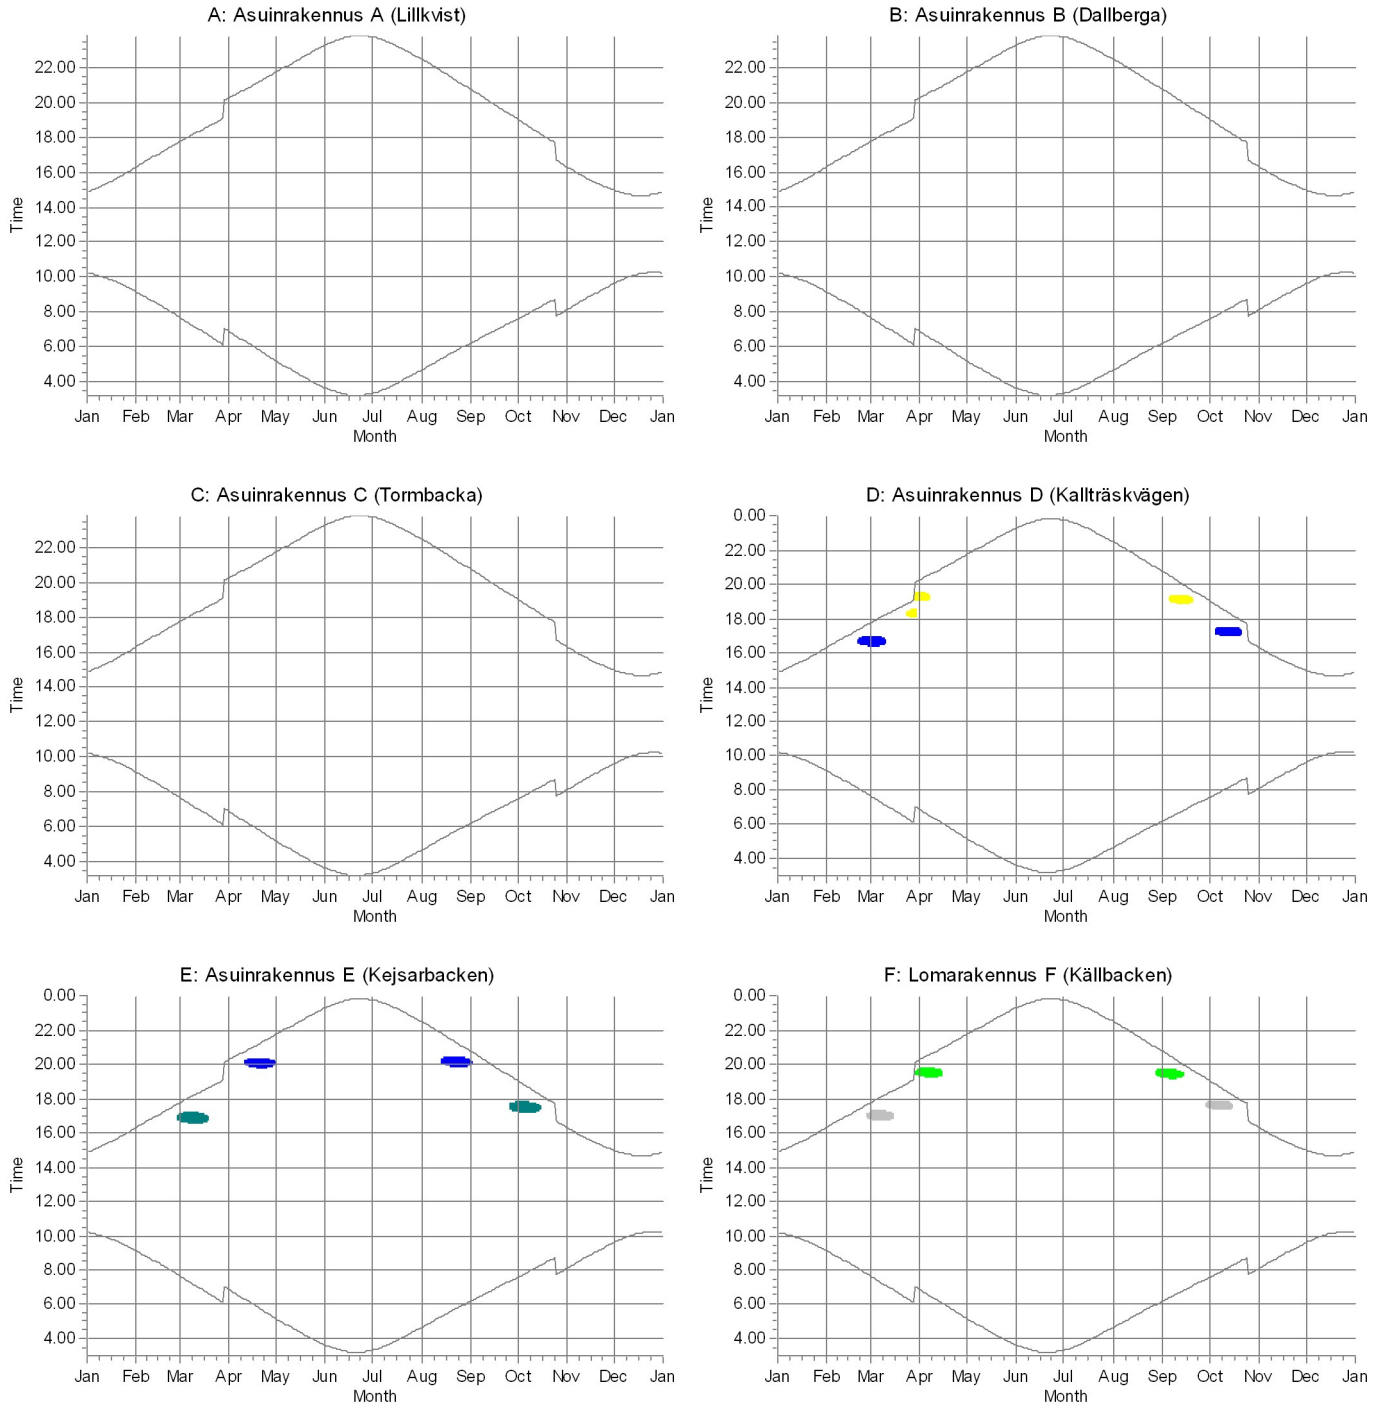 A: Asuinrakennus A (Lillkvist)
22.00
20.00
18.00
16.00
14.00
12.00
10.00
8.00
6.00
4.00
Time
Jan Feb Mar Apr May Jun Jul Aug Sep Oct Nov Dec Jan
Month
B: Asuinrakennus B (Dallberga)
22.00
20.00
18.00
16.00
14.00
12.00
10.00
8.00
6.00
4.00
Time
Jan Feb Mar Apr May Jun Jul Aug Sep Oct Nov Dec Jan
Month
C: Asuinrakennus C (Tormbacka)
22.00
20.00
18.00
16.00
14.00
12.00
10.00
8.00
6.00
4.00
Time
Jan Feb Mar Apr May Jun Jul Aug Sep Oct Nov Dec Jan
Month
D: Asuinrakennus D (Kallträskvägen)
0.00
22.00
20.00
18.00
16.00
14.00
12.00
10.00
8.00
6.00
4.00
Time
Jan Feb Mar Apr May Jun Jul Aug Sep Oct Nov Dec Jan
Month
E: Asuinrakennus E (Kejsarbacken)
0.00
22.00
20.00
18.00
16.00
14.00
12.00
10.00
8.00
6.00
4.00
Time
Jan Feb Mar Apr May Jun Jul Aug Sep Oct Nov Dec Jan
Month
F: Lomarakennus F (Källbacken)
0.00
22.00
20.00
18.00
16.00
14.00
12.00
10.00
8.00
6.00
4.00
Time
Jan Feb Mar Apr May Jun Jul Aug Sep Oct Nov Dec Jan
Month